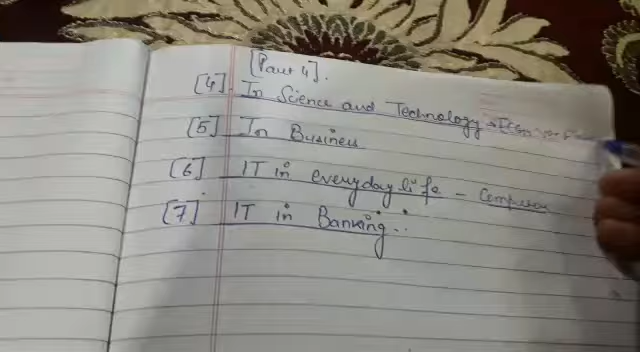 [Part 4].
[4]. In Science and Technology →
[5] In Business
[6] IT in everyday life - Computer
[7] IT in Banking.